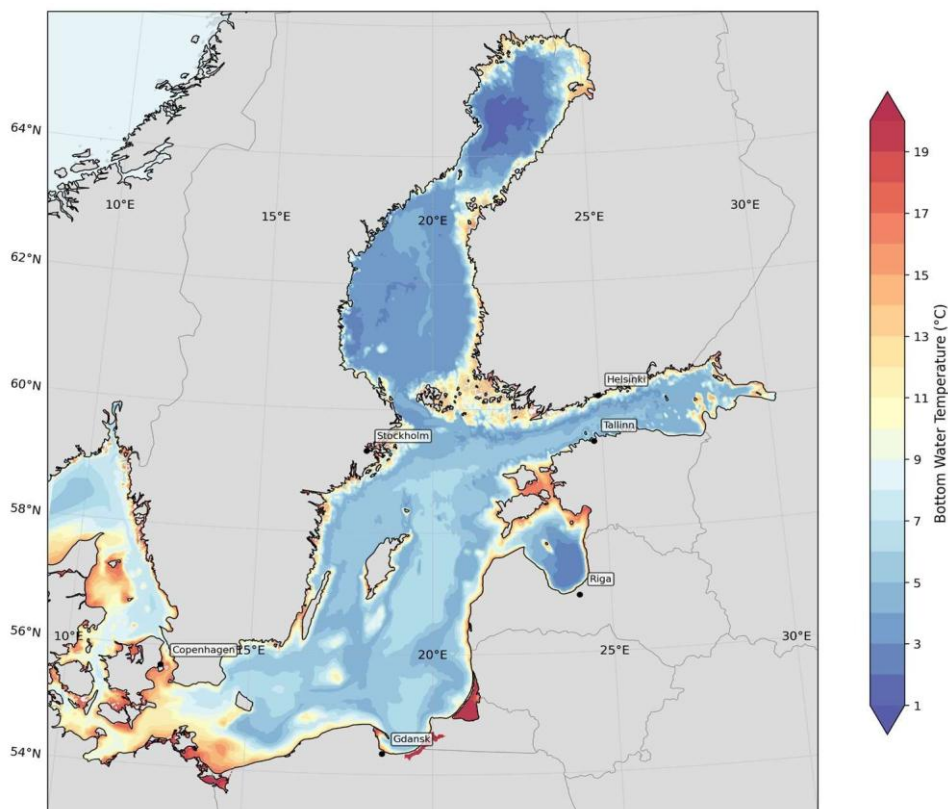 64°N
10°E
15°E
20°E
25°E
30°E
62°N
60°N
Helsinki
Tallinn
Stockholm
58°N
Riga
56°N
10°E
Copenhagen
15°E
20°E
25°E
30°E
54°N
Gdansk
19
17
15
13
11
9
7
5
3
1
Bottom Water Temperature (°C)